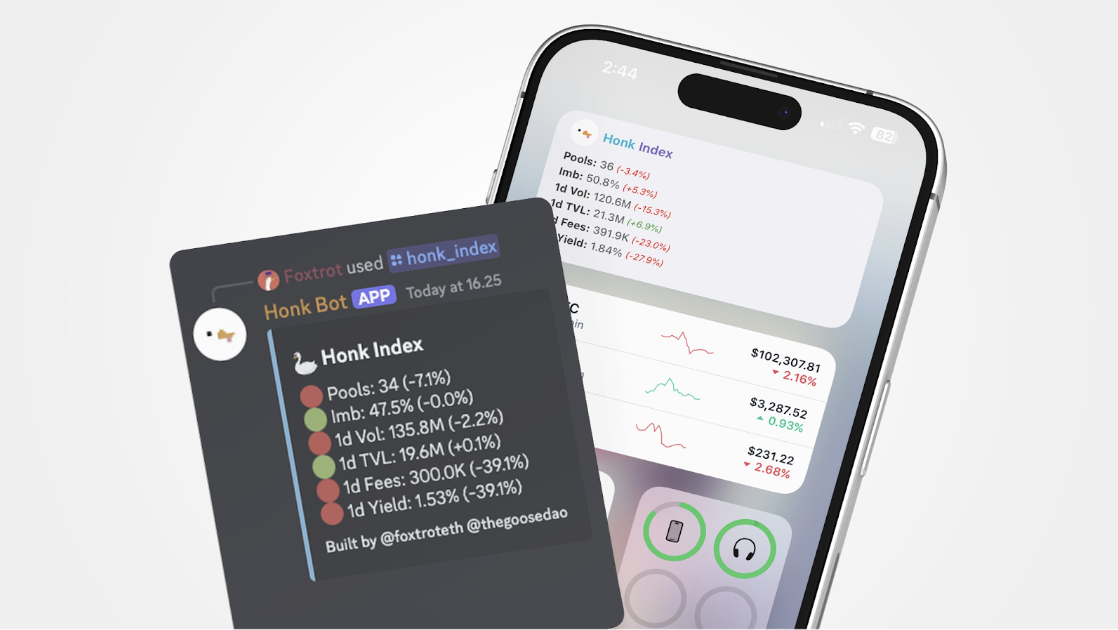 Foxtrot used honk_index
Honk Bot APP Today at 16.25
Honk Index
Pools: 34 (-7.1%)
Imb: 47.5% (-0.0%)
1d Vol: 135.8M (-2.2%)
1d TVL: 19.6M (+0.1%)
1d Fees: 300.0K (-39.1%)
1d Yield: 1.53% (-39.1%)
Built by @foxtroteth @thegoosedao
2:44
82
Honk Index
Pools: 36 (-3.4%)
Imb: 50.8% (+5.3%)
1d Vol: 120.6M (-15.3%)
1d TVL: 21.3M (+6.9%)
d Fees: 391.9K (-23.0%)
Yield: 1.84% (-27.9%)
$102,307.81
2.16%
$3,287.52
0.93%
$231.22
2.68%